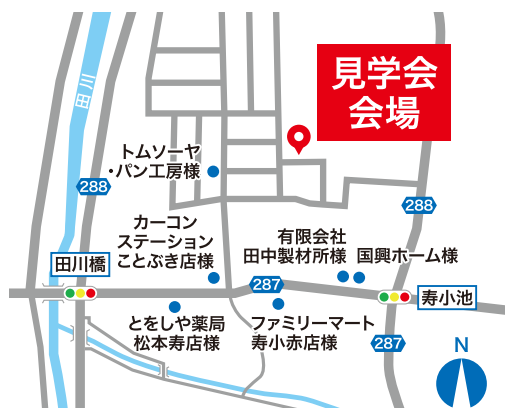 見学会
会場
田川
トムソーヤ
・パン工房様
288
288
カーコン
ステーション
ことぶき店様
有限会社
田中製材所様
国興ホーム様
田川橋
287
寿小池
とをしや薬局
松本寿店様
ファミリーマート
寿小赤店様
287
N